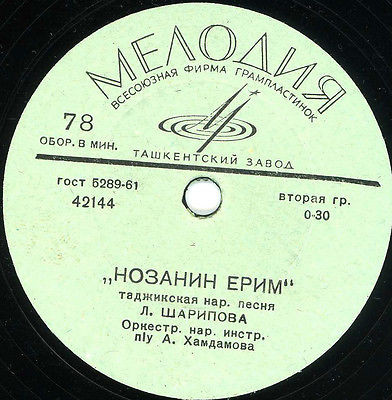 МЕЛОДИЯ
ВСЕСОЮЗНАЯ ФИРМА ГРАМПЛАСТИНОК
78
ОБОР. В МИН.
ТАШКЕНТСКИЙ ЗАВОД
гост 5289-61
вторая гр.
42144
0-30
„НОЗАНИН ЕРИМ“
таджикская нар. песня
Л. ШАРИПОВА
Оркестр. нар. инстр.
п/у А. Хамдамова